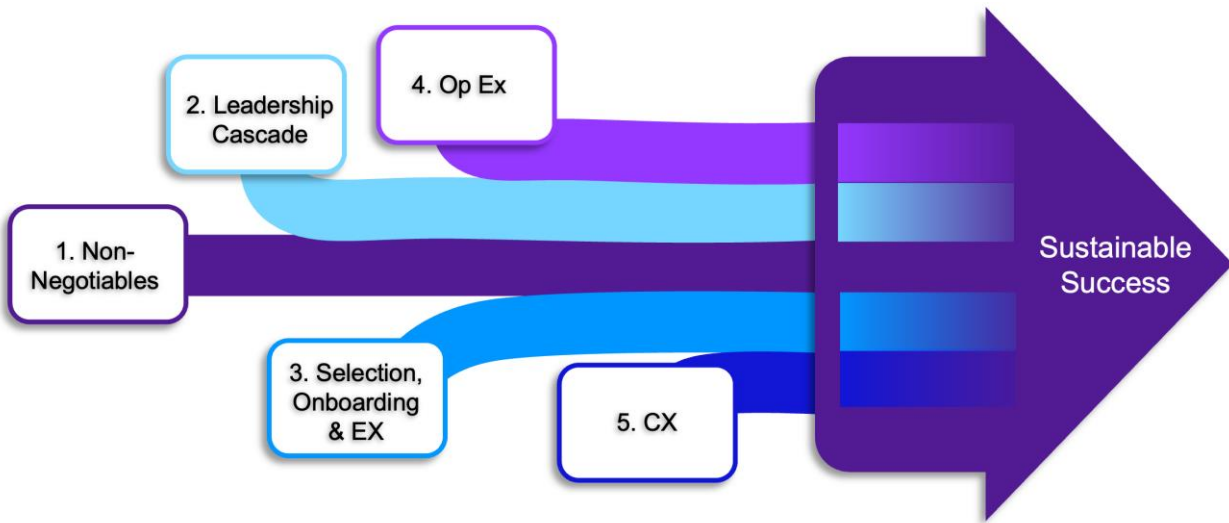 1. Non-
Negotiables
2. Leadership
Cascade
3. Selection,
Onboarding
& EX
4. Op Ex
5. CX
Sustainable
Success